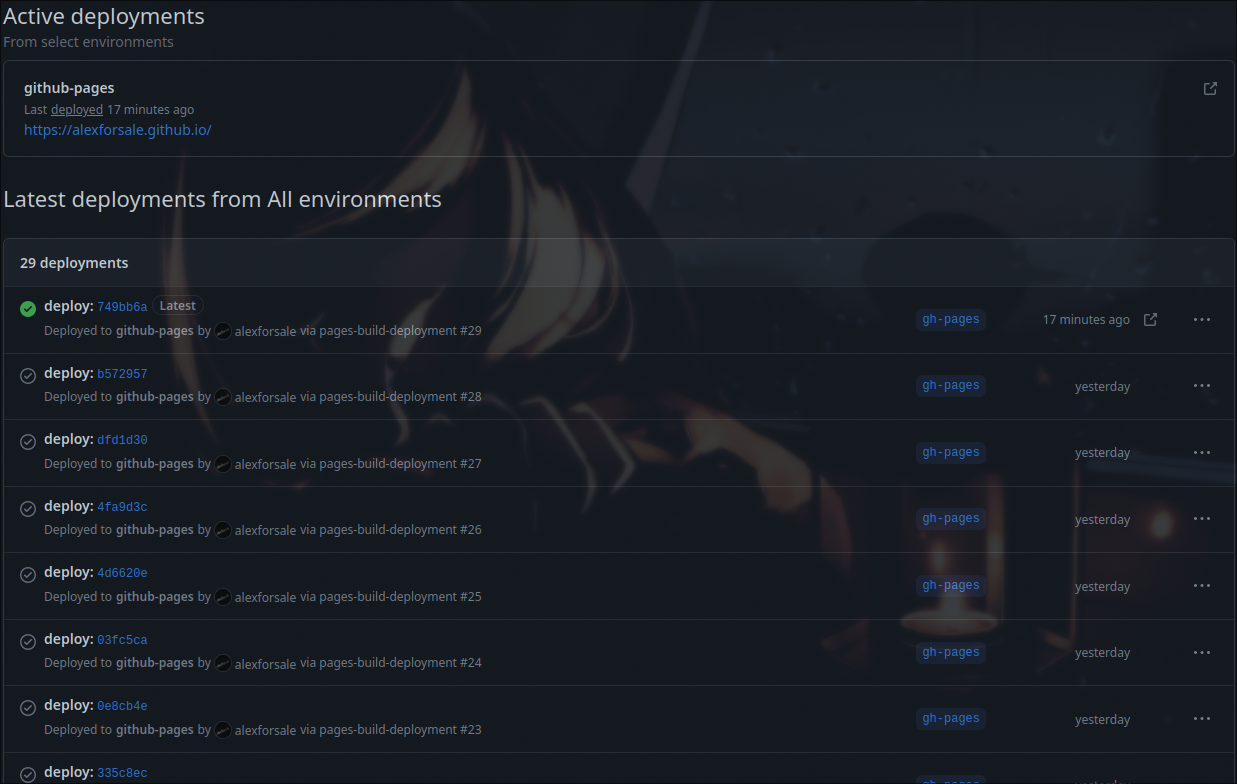 Active deployments
From select environments
github-pages
Last deployed 17 minutes ago
https://alexforsale.github.io/
Latest deployments from All environments
29 deployments
deploy: 749bb6a Latest
Deployed to github-pages by alexforsale via pages-build-deployment #29
gh-pages
17 minutes ago
deploy: b572957
Deployed to github-pages by alexforsale via pages-build-deployment #28
gh-pages
yesterday
deploy: dfd1d30
Deployed to github-pages by alexforsale via pages-build-deployment #27
gh-pages
yesterday
deploy: 4fa9d3c
Deployed to github-pages by alexforsale via pages-build-deployment #26
gh-pages
yesterday
deploy: 4d6620e
Deployed to github-pages by alexforsale via pages-build-deployment #25
gh-pages
yesterday
deploy: 03fc5ca
Deployed to github-pages by alexforsale via pages-build-deployment #24
gh-pages
yesterday
deploy: 0e8cb4e
Deployed to github-pages by alexforsale via pages-build-deployment #23
gh-pages
yesterday
deploy: 335c8ec